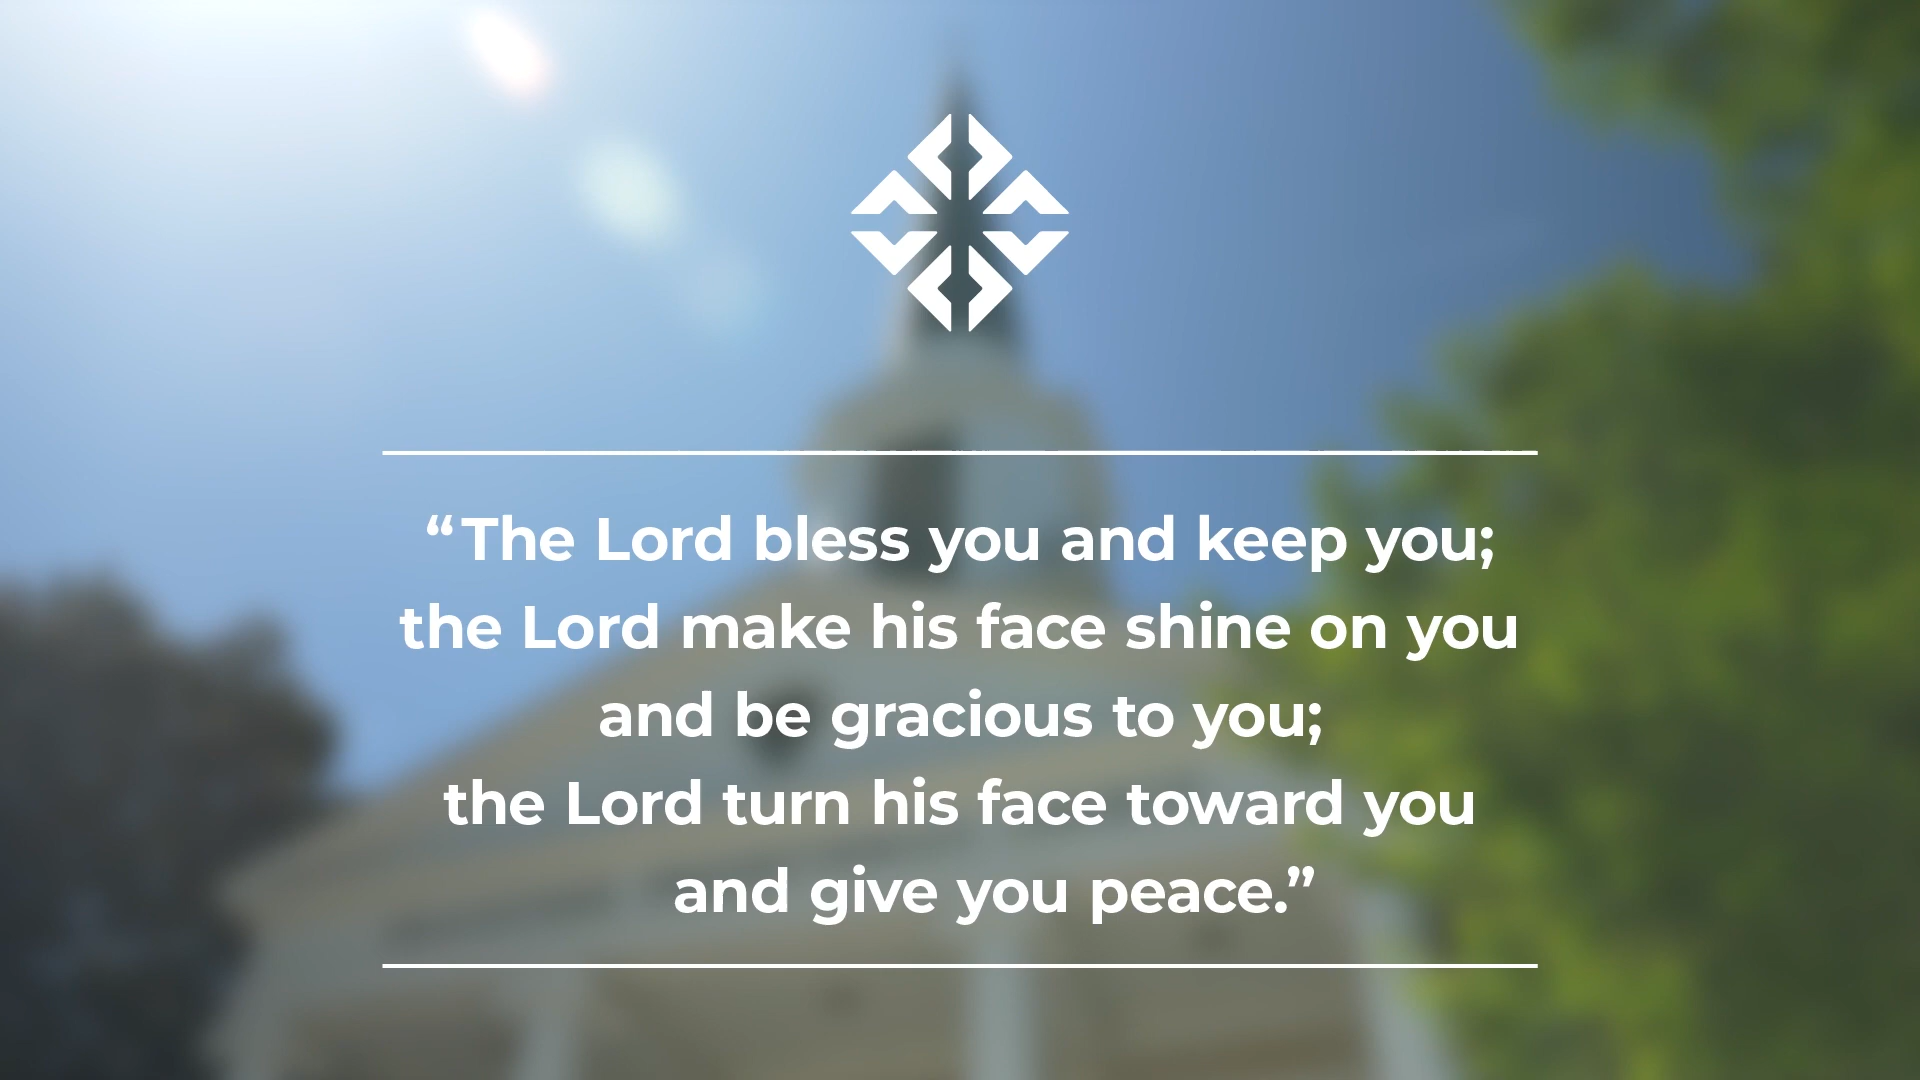 “The Lord bless you and keep you;
the Lord make his face shine on you
and be gracious to you;
the Lord turn his face toward you
and give you peace.”